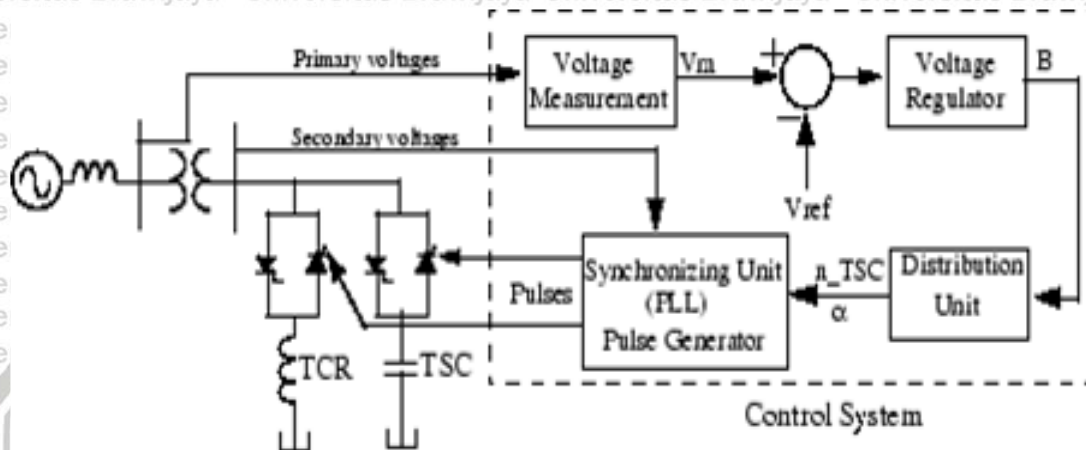 Primary voltages
Voltage
Measurement
Vm
+
−
Vref
Voltage
Regulator
B
Secondary voltages
Synchronizing Unit
(PLL)
Pulse Generator
n_TSC
α
Distribution
Unit
Pulses
TCR
TSC
Control System